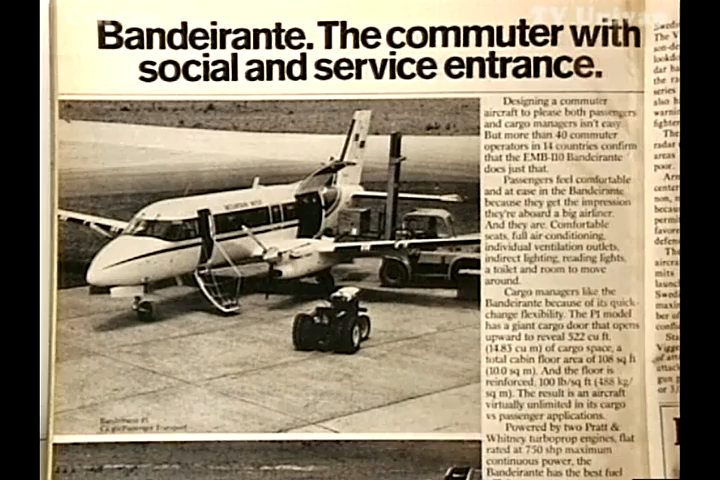 Bandeirante. The commuter with
social and service entrance.
Designing a commuter
aircraft to please both passengers
and cargo managers isn't easy.
But more than 40 commuter
operators in 14 countries confirm
that the EMB-110 Bandeirante
does just that.
Passengers feel comfortable
and at ease in the Bandeirante
because they get the impression
they're aboard a big airliner.
And they are. Comfortable
seats, full air conditioning,
individual ventilation outlets,
indirect lighting, reading lights,
a toilet and room to move
around.
Cargo managers like the
Bandeirante because of its quick-
change flexibility. The P1 model
has a giant cargo door that opens
upward to reveal 522 cu ft.
(14.83 cu m) of cargo space, a
total cabin floor area of 108 sq ft
(10.0 sq m). And the floor is
reinforced, 100 lb/sq ft (488 kg/
sq m). The result is an aircraft
virtually unlimited in its cargo
vs passenger applications.
Powered by two Pratt &
Whitney turboprop engines, flat
rated at 750 shp maximum
continuous power, the
Bandeirante has the best fuel
Bandeirante P1
Cargo/Passenger Transport